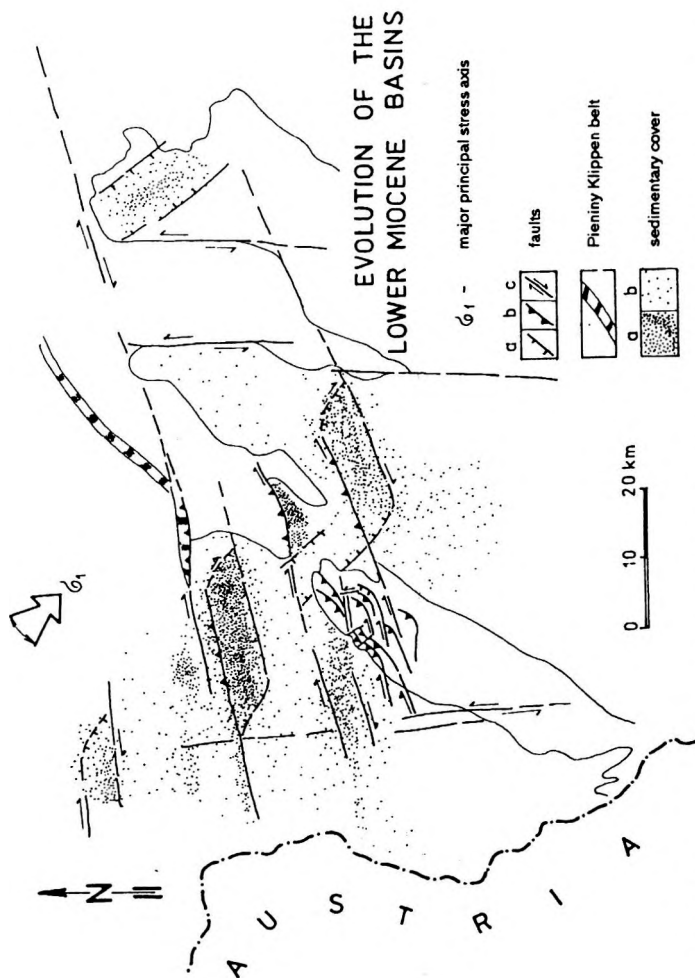 EVOLUTION OF THE
LOWER MIOCENE BASINS
σ1 - major principal stress axis
a b c
faults
Pieniny Klippen belt
a b
sedimentary cover
0 10 20 km
N
σ1
AUSTRIA